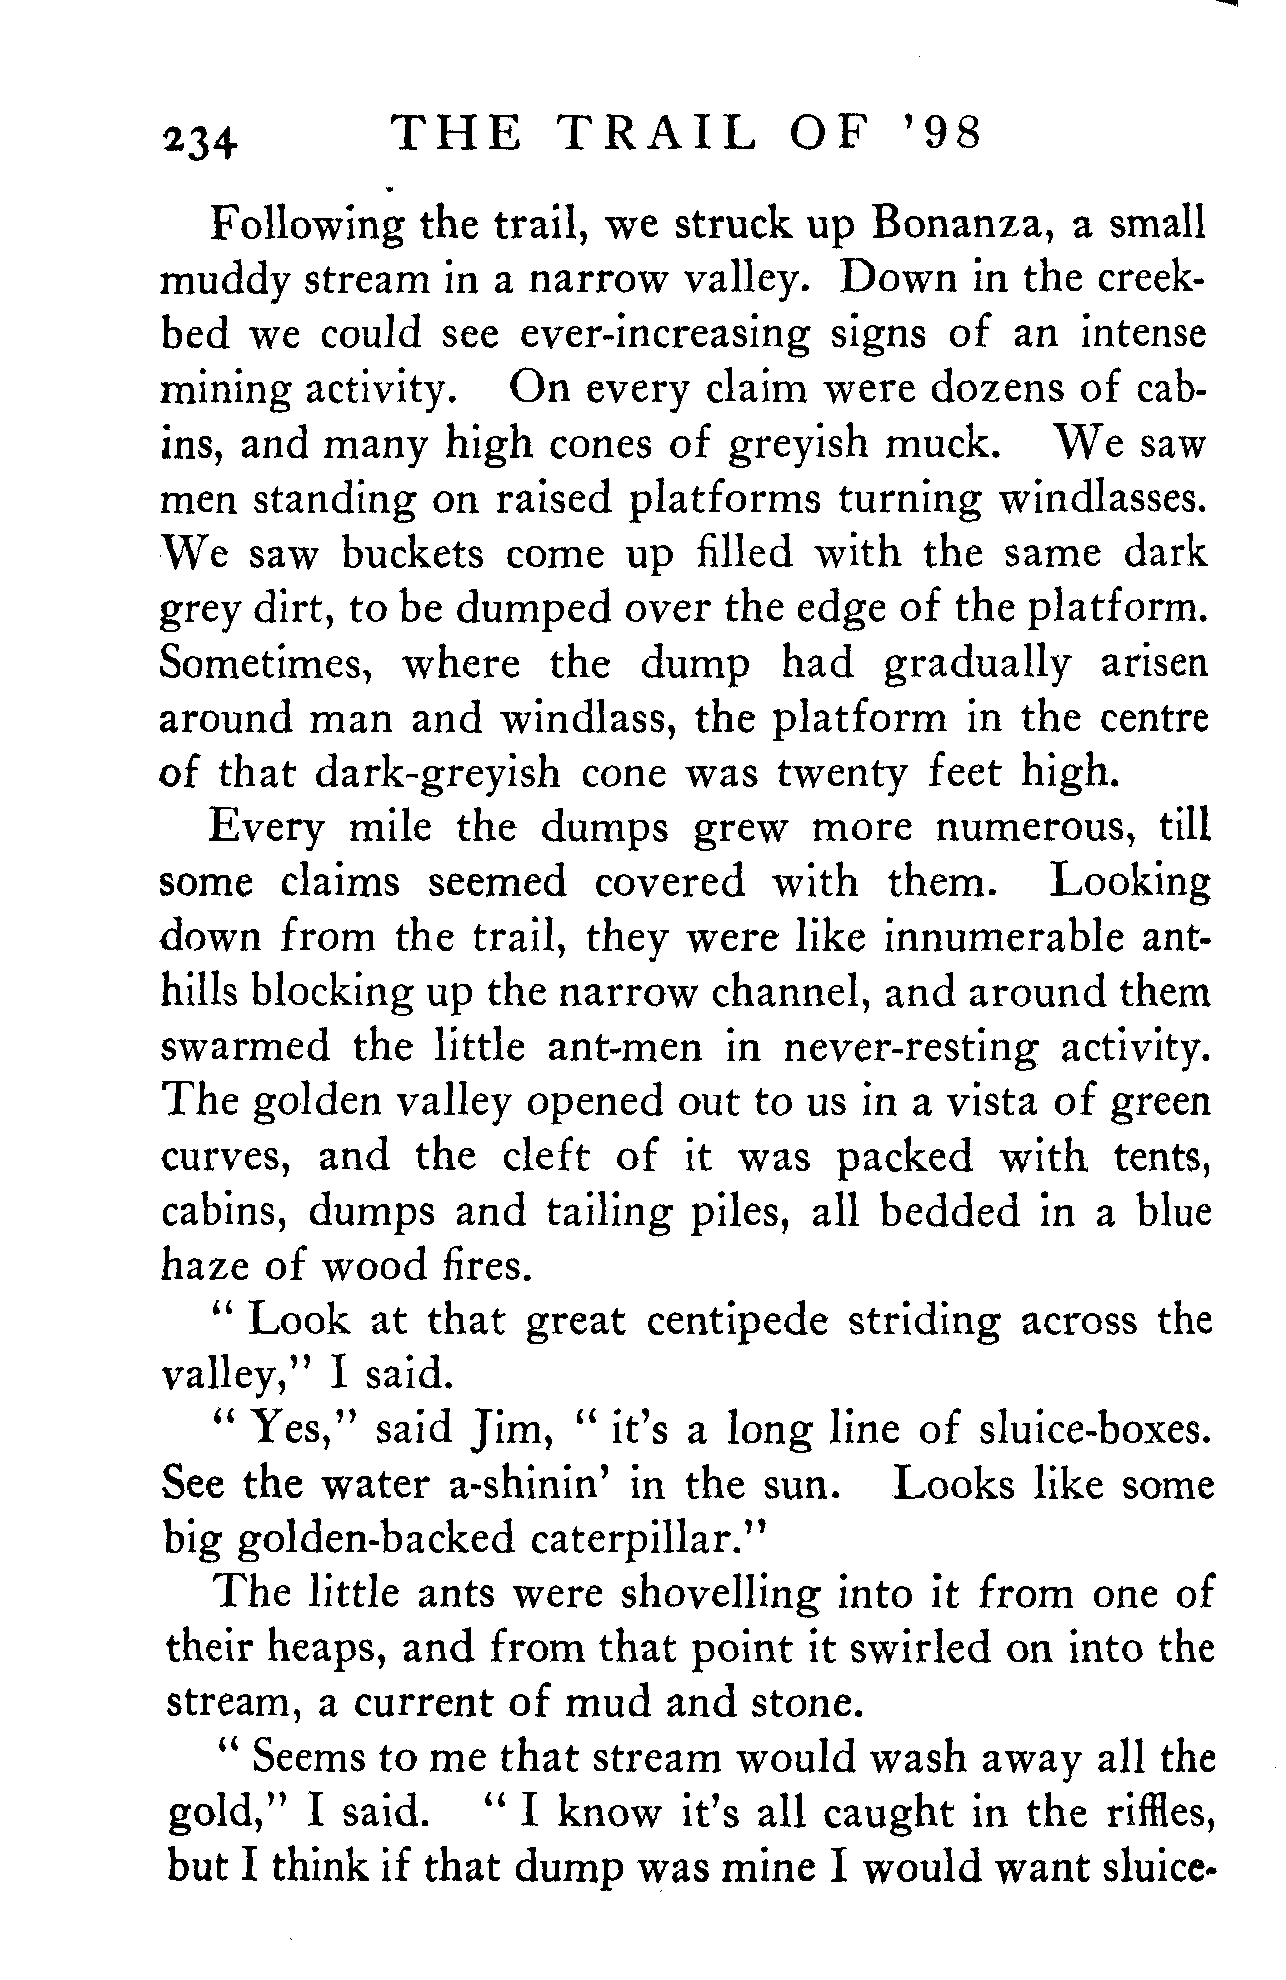 234 THE TRAIL OF '98
Following the trail, we struck up Bonanza, a small
muddy stream in a narrow valley. Down in the creek-
bed we could see ever-increasing signs of an intense
mining activity. On every claim were dozens of cab-
ins, and many high cones of greyish muck. We saw
men standing on raised platforms turning windlasses.
We saw buckets come up filled with the same dark
grey dirt, to be dumped over the edge of the platform.
Sometimes, where the dump had gradually arisen
around man and windlass, the platform in the centre
of that dark-greyish cone was twenty feet high.
Every mile the dumps grew more numerous, till
some claims seemed covered with them. Looking
down from the trail, they were like innumerable ant-
hills blocking up the narrow channel, and around them
swarmed the little ant-men in never-resting activity.
The golden valley opened out to us in a vista of green
curves, and the cleft of it was packed with tents,
cabins, dumps and tailing piles, all bedded in a blue
haze of wood fires.
" Look at that great centipede striding across the
valley," I said.
" Yes," said Jim, " it's a long line of sluice-boxes.
See the water a-shinin' in the sun. Looks like some
big golden-backed caterpillar."
The little ants were shovelling into it from one of
their heaps, and from that point it swirled on into the
stream, a current of mud and stone.
" Seems to me that stream would wash away all the
gold," I said. " I know it's all caught in the riffles,
but I think if that dump was mine I would want sluice-